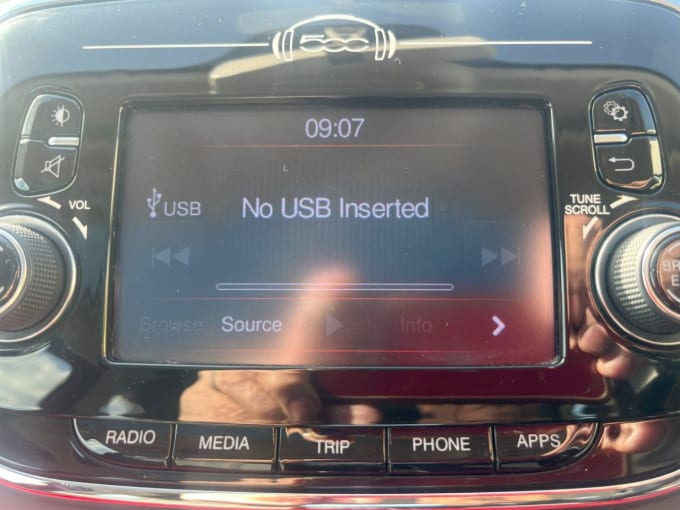 500
09:07
VOL
USB
No USB Inserted
TUNE
SCROLL
Browse Source Info
RADIO MEDIA TRIP PHONE APPS